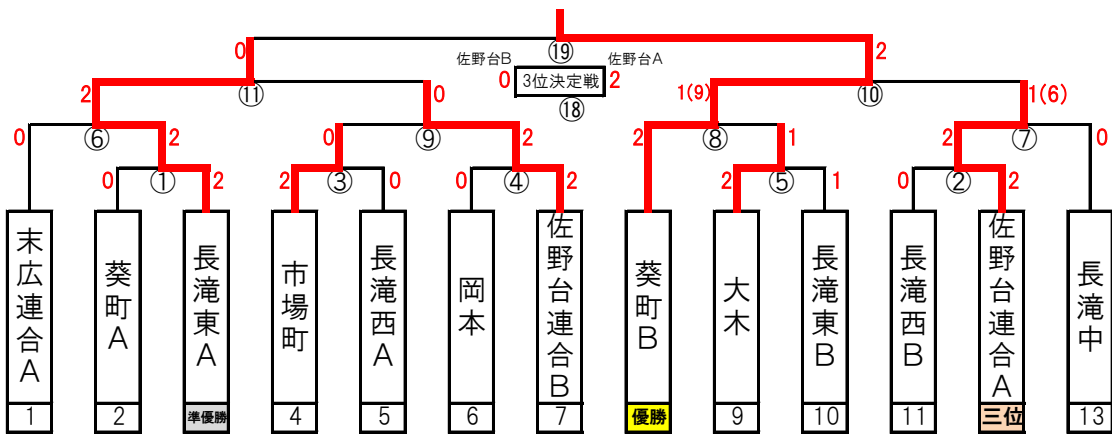 0
⑲
2
佐野台B
佐野台A
0
3位決定戦
2
⑱
2
⑪
0
1(9)
⑩
1(6)
0
⑥
2
0
⑨
2
2
⑧
1
2
⑦
0
0
①
2
2
③
0
0
④
2
2
⑤
1
0
②
2
末広連合A
葵町A
長滝東A
市場町
長滝西A
岡本
佐野台連合B
葵町B
大木
長滝東B
長滝西B
佐野台連合A
長滝中
1
2
準優勝
4
5
6
7
優勝
9
10
11
三位
13